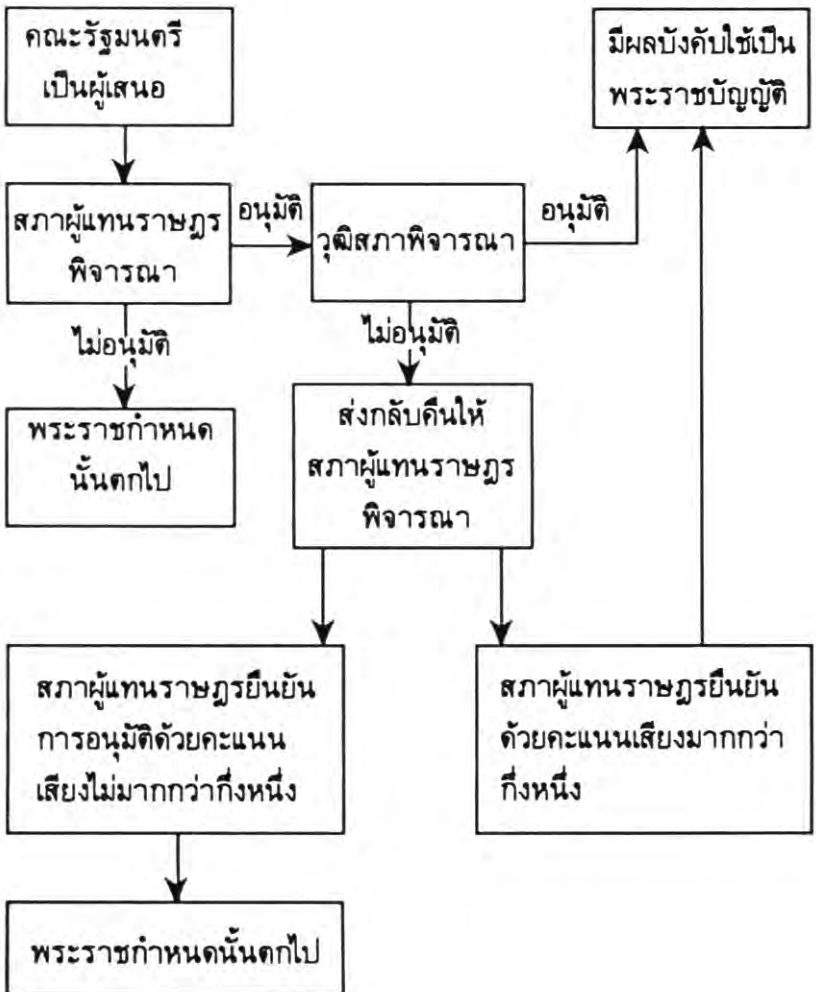 คณะรัฐมนตรี
เป็นผู้เสนอ
มีผลบังคับใช้เป็น
พระราชบัญญัติ
สภาผู้แทนราษฎร
พิจารณา
อนุมัติ
วุฒิสภาพิจารณา
อนุมัติ
ไม่อนุมัติ
ไม่อนุมัติ
พระราชกำหนด
นั้นตกไป
ส่งกลับคืนให้
สภาผู้แทนราษฎร
พิจารณา
สภาผู้แทนราษฎรยืนยัน
การอนุมัติด้วยคะแนน
เสียงไม่มากกว่ากึ่งหนึ่ง
สภาผู้แทนราษฎรยืนยัน
ด้วยคะแนนเสียงมากกว่า
กึ่งหนึ่ง
พระราชกำหนดนั้นตกไป